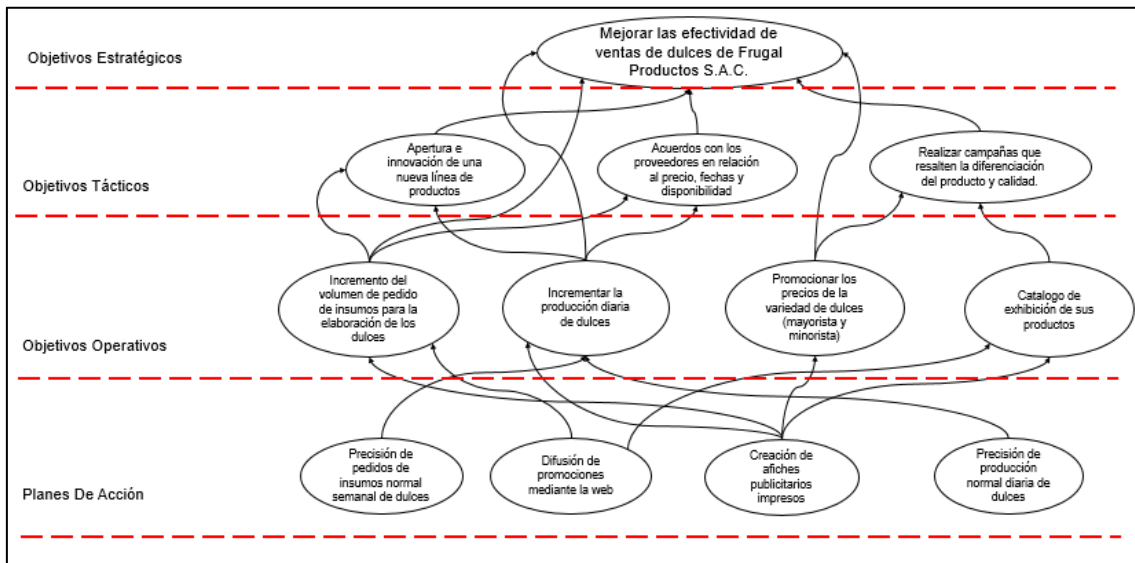 Objetivos Estratégicos
Mejorar las efectividad de
ventas de dulces de Frugal
Productos S.A.C.
Objetivos Tácticos
Apertura e
innovación de una
nueva línea de
productos
Acuerdos con los
proveedores en relación
al precio, fechas y
disponibilidad
Realizar campañas que
resalten la diferenciación
del producto y calidad.
Objetivos Operativos
Incremento del
volumen de pedido
de insumos para la
elaboración de los
dulces
Incrementar la
producción diaria
de dulces
Promocionar los
precios de la
variedad de dulces
(mayorista y
minorista)
Catalogo de
exhibición de sus
productos
Planes De Acción
Precisión de
pedidos de
insumos normal
semanal de dulces
Difusión de
promociones
mediante la web
Creación de
afiches
publicitarios
impresos
Precisión de
producción
normal diaria de
dulces